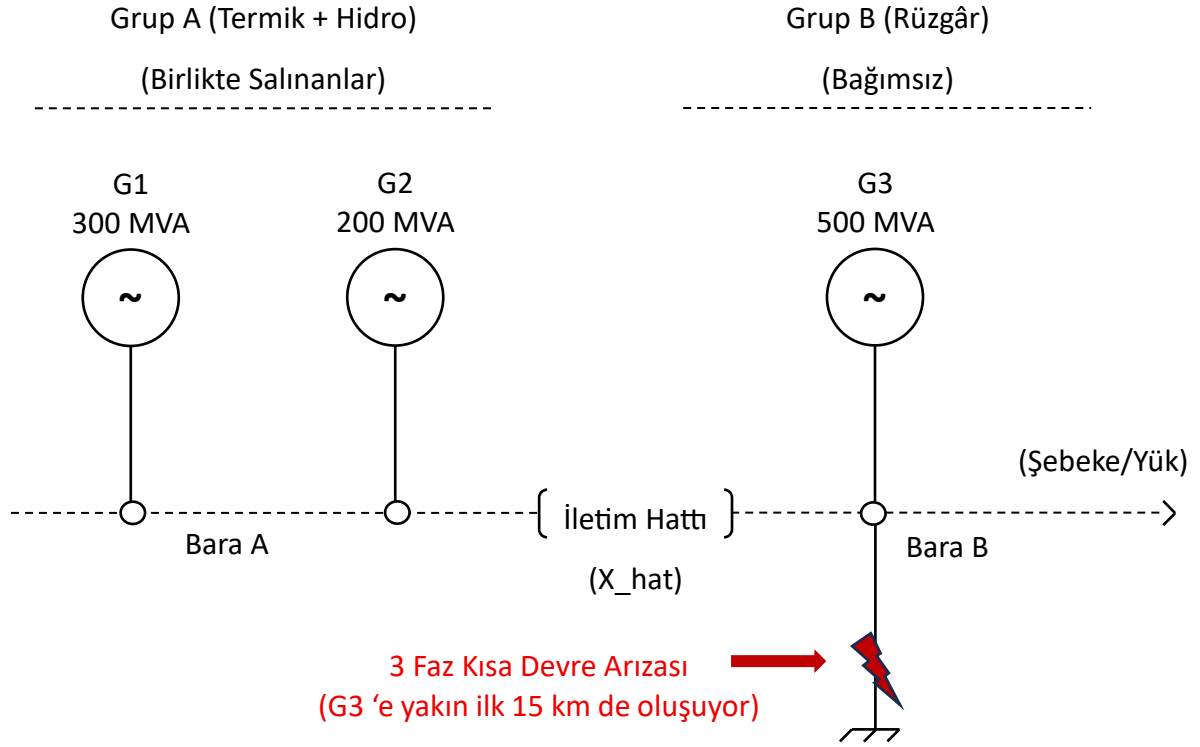 Grup A (Termik + Hidro)
(Birlikte Salınanlar)
Grup B (Rüzgâr)
(Bağımsız)
G1
300 MVA
~
G2
200 MVA
~
G3
500 MVA
~
(Şebeke/Yük)
Bara A
İletim Hattı
(X_hat)
Bara B
3 Faz Kısa Devre Arızası
(G3 ‘e yakın ilk 15 km de oluşuyor)